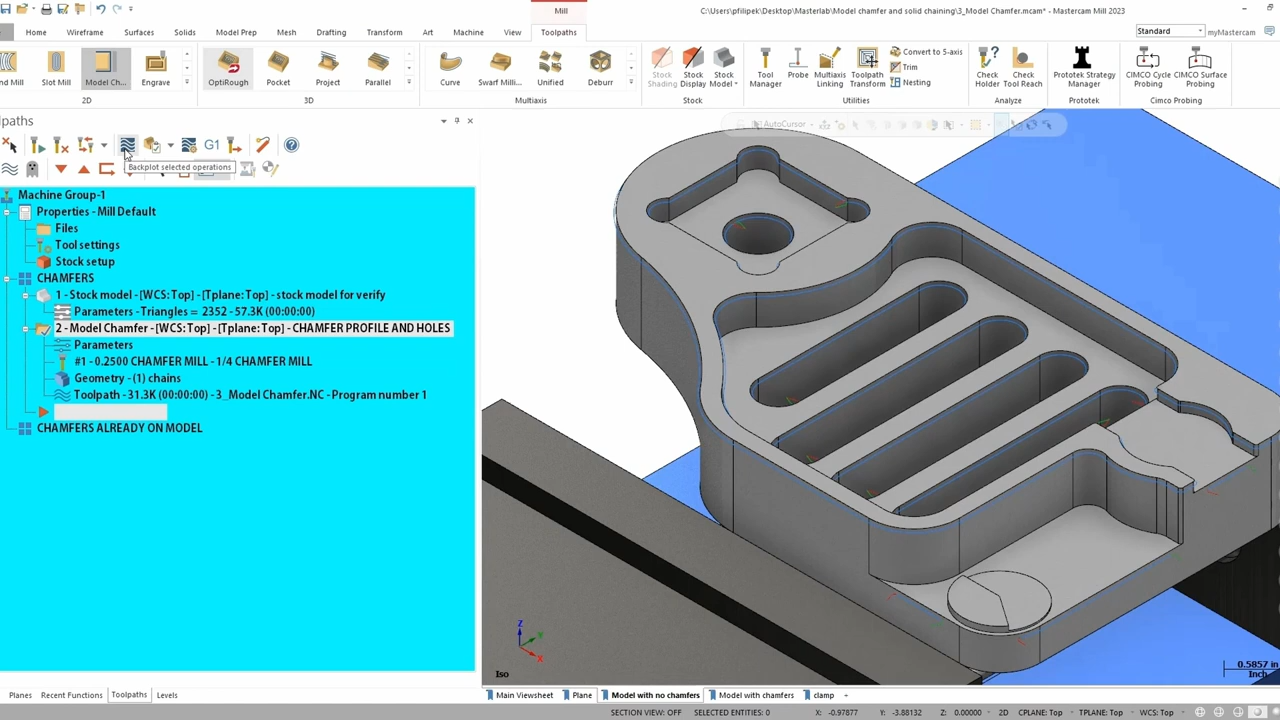 Mill
C:\Users\pfilipek\Desktop\Masterlab\Model chamfer and solid chaining\3_Model Chamfer.mcam* - Mastercam Mill 2023
Home Wireframe Surfaces Solids Model Prep Mesh Drafting Transform Art Machine View Toolpaths
Standard myMastercam
nd Mill Slot Mill Model Ch... Engrave OptiRough Pocket Project Parallel Curve Swarf Milli... Unified Deburr
Stock Shading Stock Display Stock Model Tool Manager Probe Multiaxis Linking Toolpath Transform
Convert to 5-axis
Trim
Nesting
Check Holder Check Tool Reach Prototek Strategy Manager CIMCO Cycle Probing CIMCO Surface Probing
2D 3D Multiaxis Stock Utilities Analyze Prototek Cimco Probing
lpaths
AutoCursor
G1
Backplot selected operations
Machine Group-1
Properties - Mill Default
Files
Tool settings
Stock setup
CHAMFERS
1 - Stock model - [WCS: Top] - [Tplane: Top] - stock model for verify
Parameters - Triangles = 2352 - 57.3K (00:00:00)
2 - Model Chamfer - [WCS: Top] - [Tplane: Top] - CHAMFER PROFILE AND HOLES
Parameters
#1 - 0.2500 CHAMFER MILL - 1/4 CHAMFER MILL
Geometry - (1) chains
Toolpath - 31.3K (00:00:00) - 3_Model Chamfer.NC - Program number 1
CHAMFERS ALREADY ON MODEL
Z
X
Iso
0.5857 in
Inch
Planes Recent Functions Toolpaths Levels
Main Viewsheet Plane Model with no chamfers Model with chamfers clamp +
SECTION VIEW: OFF SELECTED ENTITIES: 0 X: -0.97877 Y: -3.88132 Z: 0.00000 2D CPLANE: Top TPLANE: Top WCS: Top